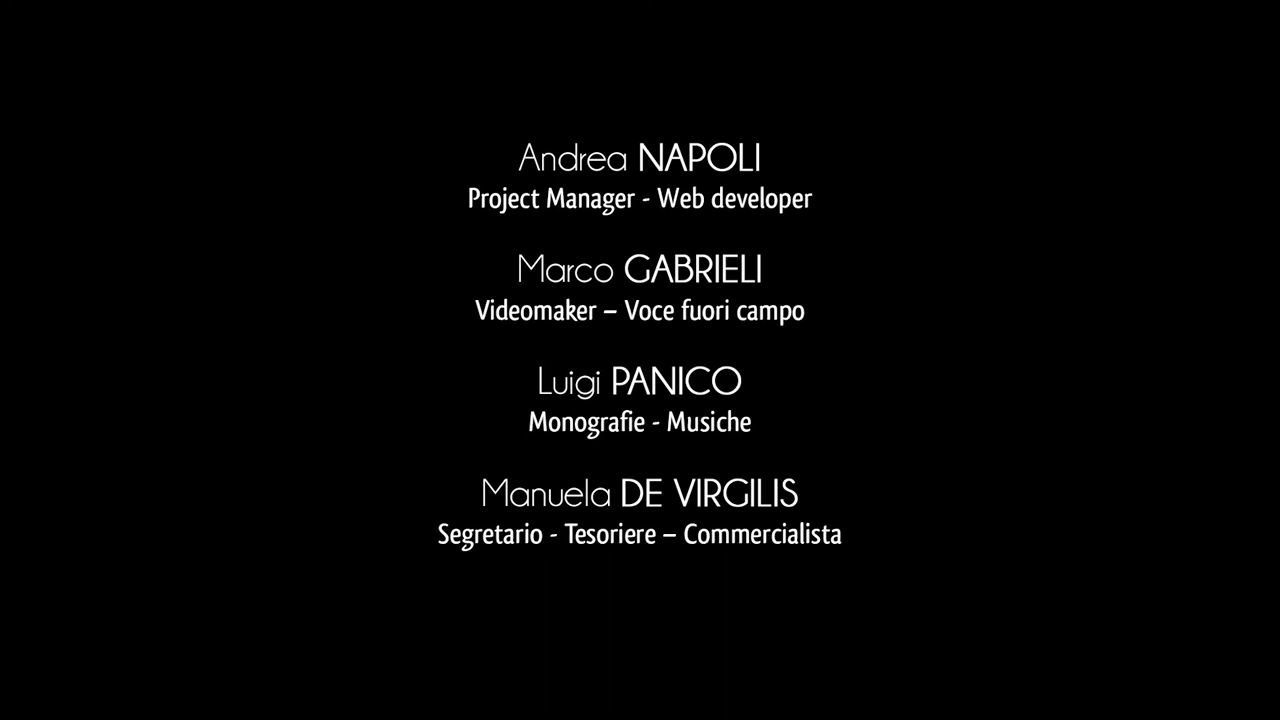 Andrea NAPOLI
Project Manager - Web developer
Marco GABRIELI
Videomaker – Voce fuori campo
Luigi PANICO
Monografie - Musiche
Manuela DE VIRGILIS
Segretario - Tesoriere – Commercialista